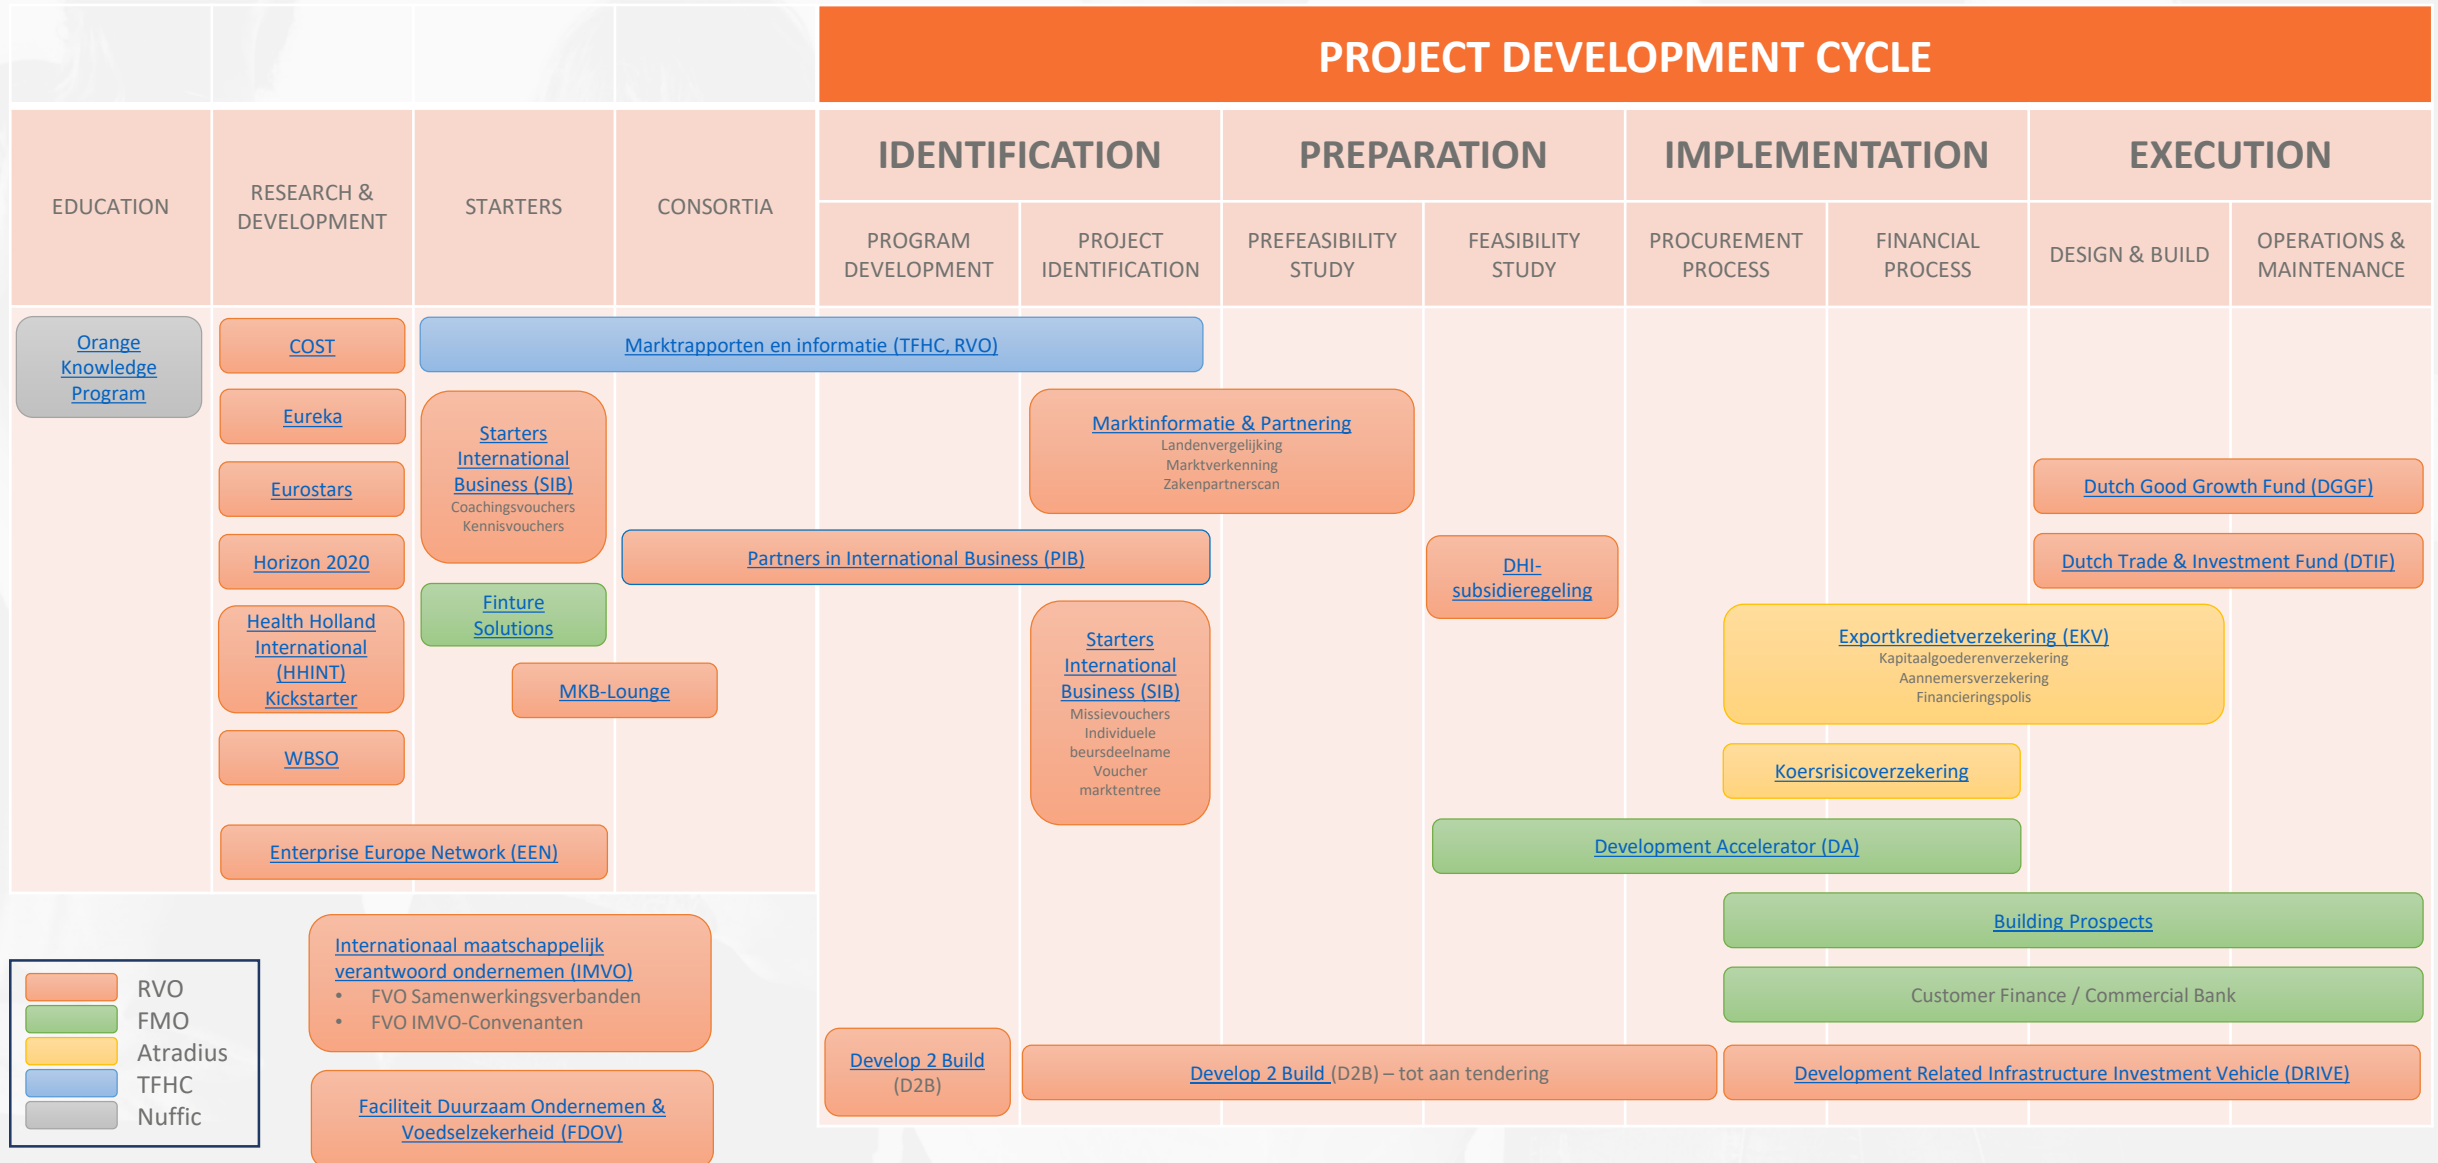 PROJECT DEVELOPMENT CYCLE
EDUCATION
RESEARCH &
DEVELOPMENT
STARTERS
CONSORTIA
IDENTIFICATION
PREPARATION
IMPLEMENTATION
EXECUTION
PROGRAM
DEVELOPMENT
PROJECT
IDENTIFICATION
PREFEASIBILITY
STUDY
FEASIBILITY
STUDY
PROCUREMENT
PROCESS
FINANCIAL
PROCESS
DESIGN & BUILD
OPERATIONS &
MAINTENANCE
Orange
Knowledge
Program
COST
Eureka
Eurostars
Horizon 2020
Health Holland
International
(HHINT)
Kickstarter
WBSO
Enterprise Europe Network (EEN)
Marktrapporten en informatie (TFHC, RVO)
Starters
International
Business (SIB)
Coachingsvouchers
Kennisvouchers
Finture
Solutions
MKB-Lounge
Partners in International Business (PIB)
Marktinformatie & Partnering
Landenvergelijking
Marktverkenning
Zakenpartnerscan
Starters
International
Business (SIB)
Missievouchers
Individuele
beursdeelname
Voucher
marktentree
DHI-
subsidieregeling
Dutch Good Growth Fund (DGGF)
Dutch Trade & Investment Fund (DTIF)
Exportkredietverzekering (EKV)
Kapitaalgoederenverzekering
Aannemersverzekering
Financieringspolis
Koersrisicoverzekering
Development Accelerator (DA)
Building Prospects
Customer Finance / Commercial Bank
Develop 2 Build
(D2B)
Develop 2 Build (D2B) – tot aan tendering
Development Related Infrastructure Investment Vehicle (DRIVE)
Internationaal maatschappelijk
verantwoord ondernemen (IMVO)
• FVO Samenwerkingsverbanden
• FVO IMVO-Convenanten
Faciliteit Duurzaam Ondernemen &
Voedselzekerheid (FDOV)
RVO
FMO
Atradius
TFHC
Nuffic